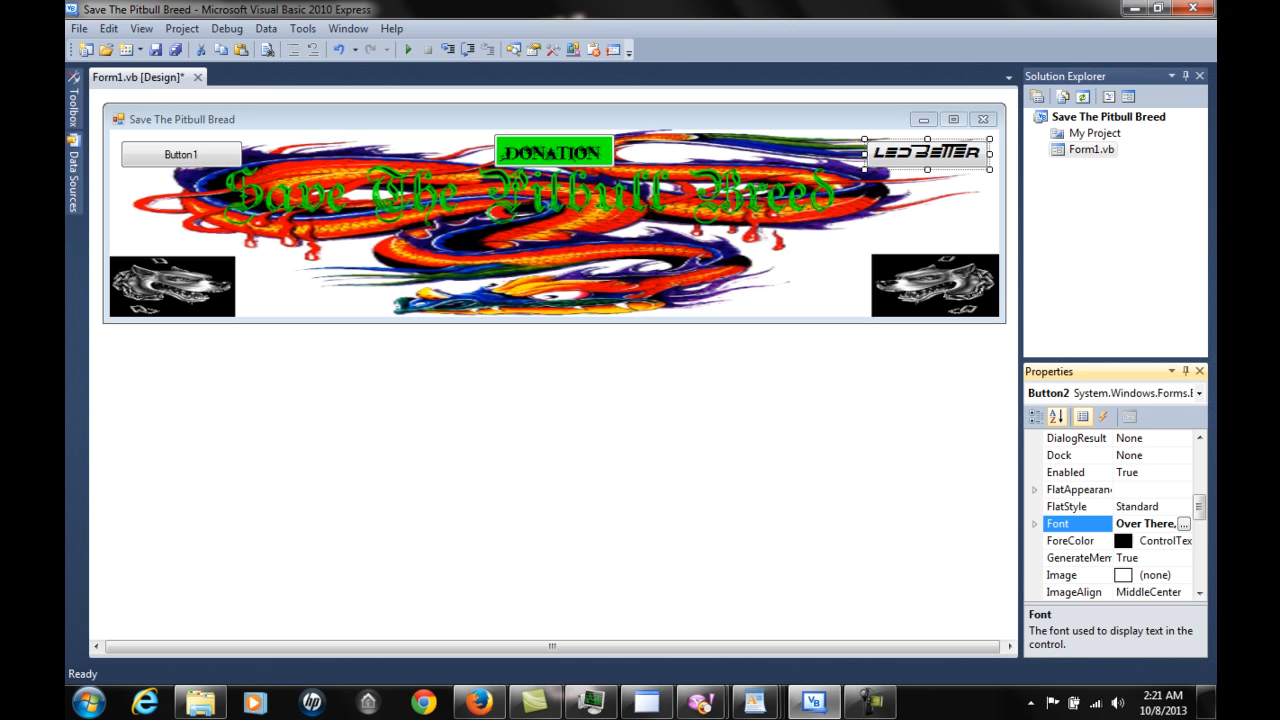 Save The Pitbull Breed - Microsoft Visual Basic 2010 Express
File Edit View Project Debug Data Tools Window Help
Form1.vb [Design]*
Toolbox
Data Sources
Save The Pitbull Bread
Button1
DONATION
LEDBETTER
Save The Pitbull Breed
Solution Explorer
Save The Pitbull Breed
My Project
Form1.vb
Properties
Button2 System.Windows.Forms.E
DialogResult None
Dock None
Enabled True
FlatAppearan
FlatStyle Standard
Font Over There, ...
ForeColor ControlTex
GenerateMem True
Image (none)
ImageAlign MiddleCenter
Font
The font used to display text in the
control.
Ready
2:21 AM
10/8/2013